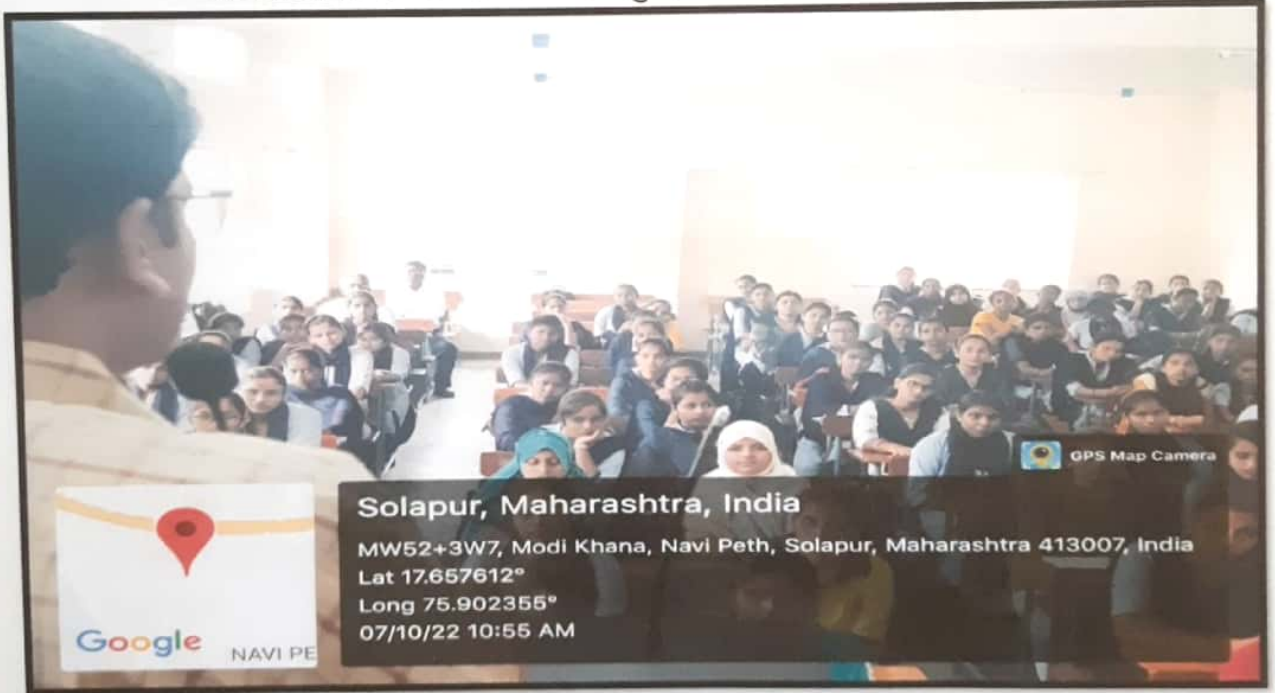 GPS Map Camera
Solapur, Maharashtra, India
MW52+3W7, Modi Khana, Navi Peth, Solapur, Maharashtra 413007, India
Lat 17.657612°
Long 75.902355°
07/10/22 10:55 AM
Google
NAVI PE